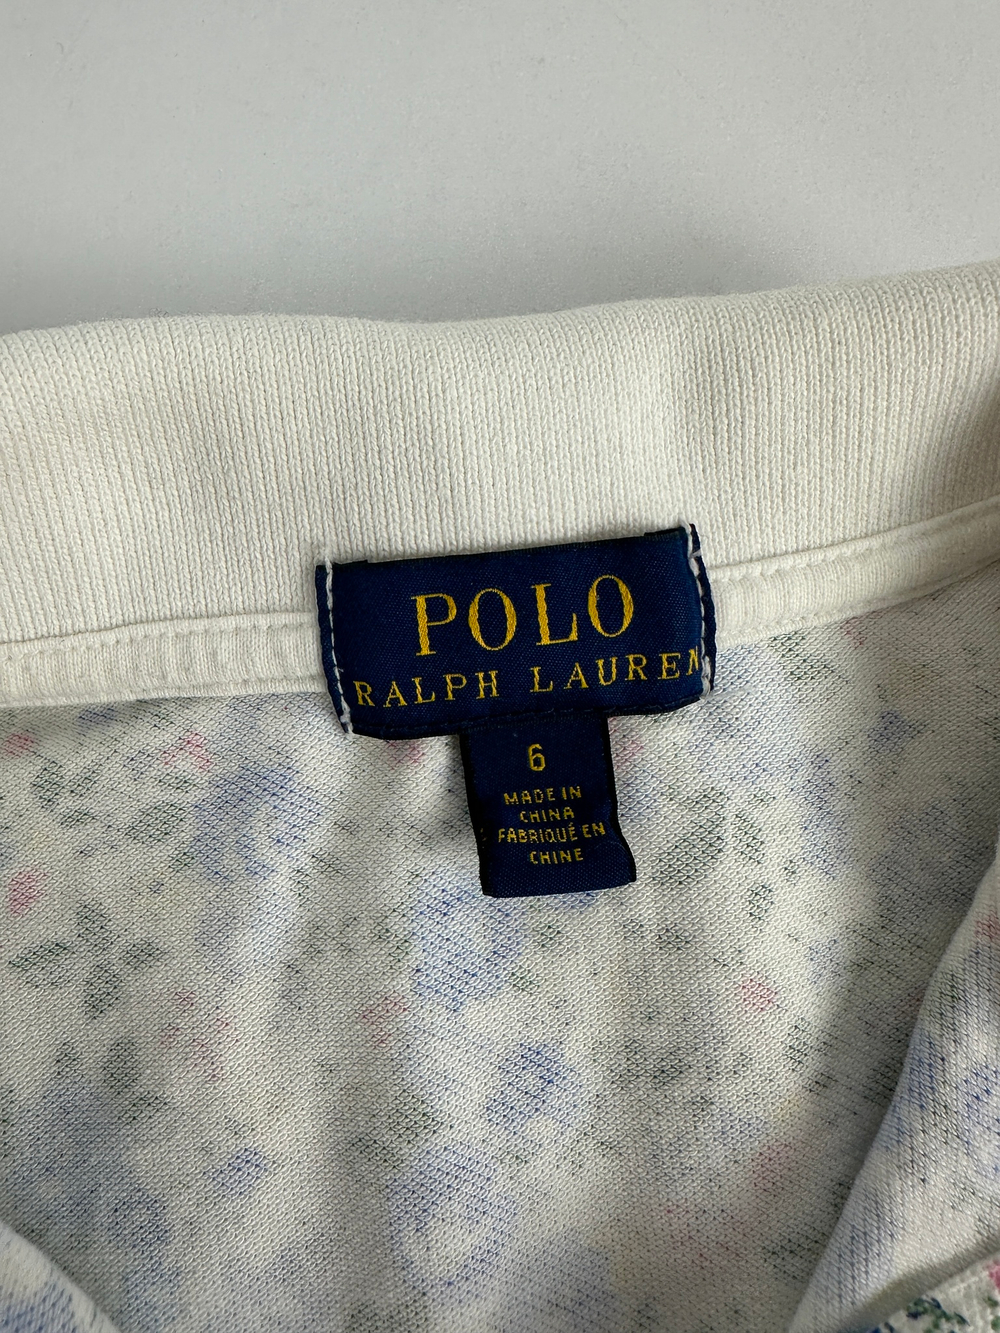 POLO
RALPH LAUREN
6
MADE IN
CHINA
FABRIQUÉ EN
CHINE